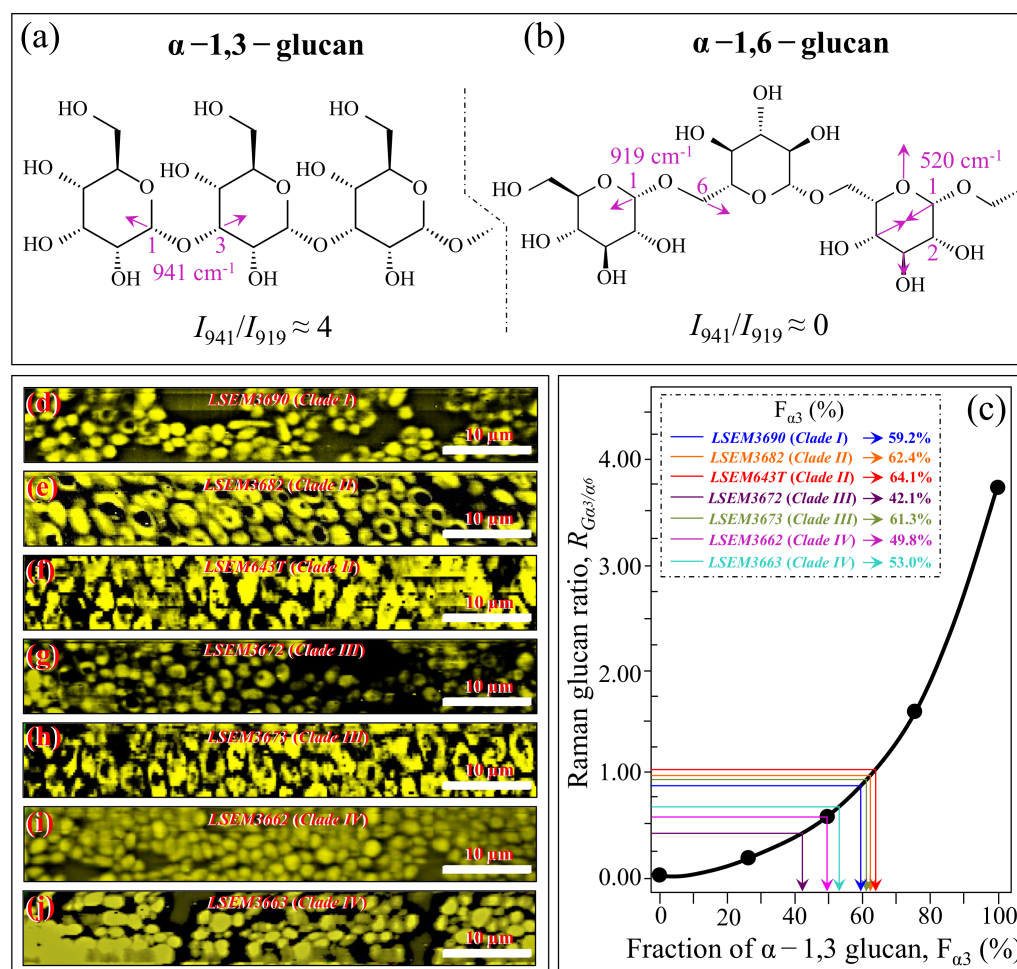 (a)
α−1,3−glucan
HO
HO
HO
HO
HO
HO
O
O
O
HO
1
3
O
O
O
OH
OH
OH
941 cm-1
I941/I919 ≈ 4
(b)
α−1,6−glucan
OH
HO
OH
919 cm-1
520 cm-1
HO
O
1
O
6
O
O
O
O
1
O
HO
OH
OH
HO
2
OH
OH
I941/I919 ≈ 0
(d)
LSEM3690 (Clade I)
10 μm
(e)
LSEM3682 (Clade II)
10 μm
(f)
LSEM643T (Clade II)
10 μm
(g)
LSEM3672 (Clade III)
10 μm
(h)
LSEM3673 (Clade III)
10 μm
(i)
LSEM3662 (Clade IV)
10 μm
(j)
LSEM3663 (Clade IV)
10 μm
(c)
Fα3 (%)
LSEM3690 (Clade I) → 59.2%
LSEM3682 (Clade II) → 62.4%
LSEM643T (Clade II) → 64.1%
LSEM3672 (Clade III) → 42.1%
LSEM3673 (Clade III) → 61.3%
LSEM3662 (Clade IV) → 49.8%
LSEM3663 (Clade IV) → 53.0%
Raman glucan ratio, RGα3/α6
4.00
3.00
2.00
1.00
0.00
0 20 40 60 80 100
Fraction of α−1,3 glucan, Fα3 (%)